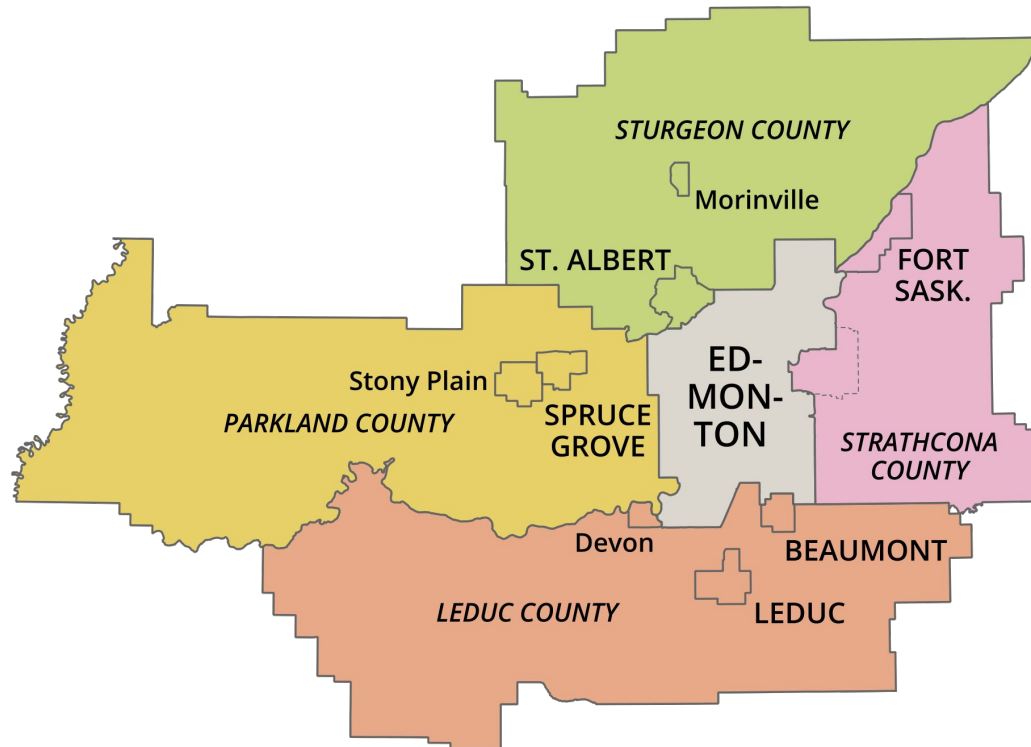 STURGEON COUNTY
Morinville
ST. ALBERT
FORT
SASK.
ED-
MON-
TON
Stony Plain
SPRUCE
GROVE
PARKLAND COUNTY
STRATHCONA
COUNTY
Devon
BEAUMONT
LEDUC COUNTY
LEDUC